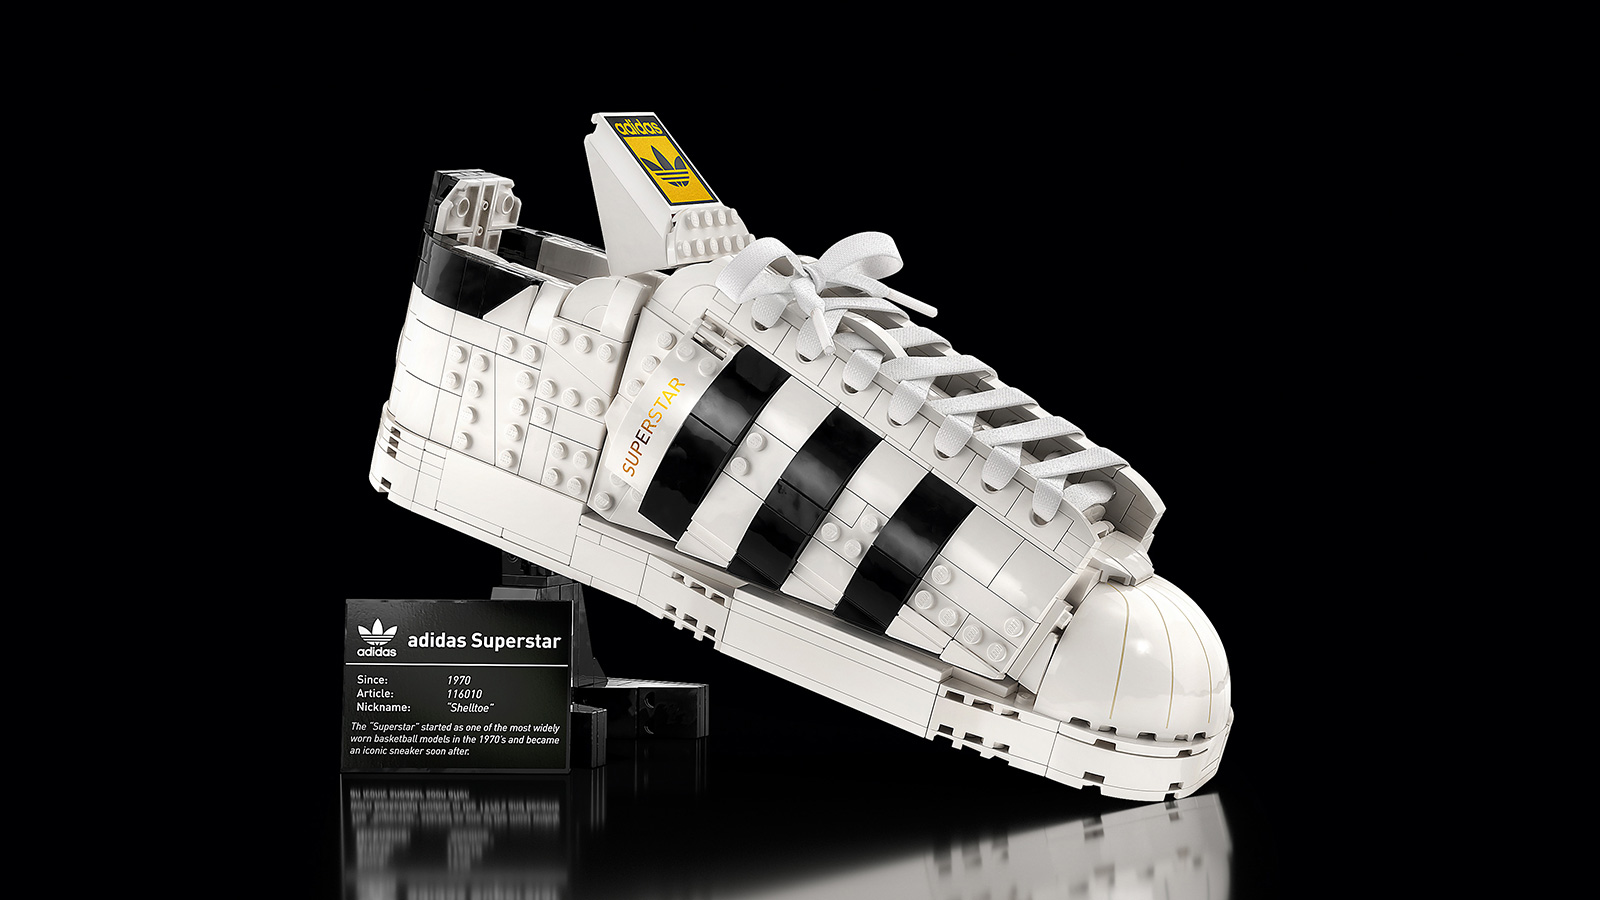 adidas
SUPERSTAR
adidas
adidas Superstar
Since: 1970
Article: 116010
Nickname: "Shelltoe"
The "Superstar" started as one of the most widely
worn basketball models in the 1970's and became
an iconic sneaker soon after.